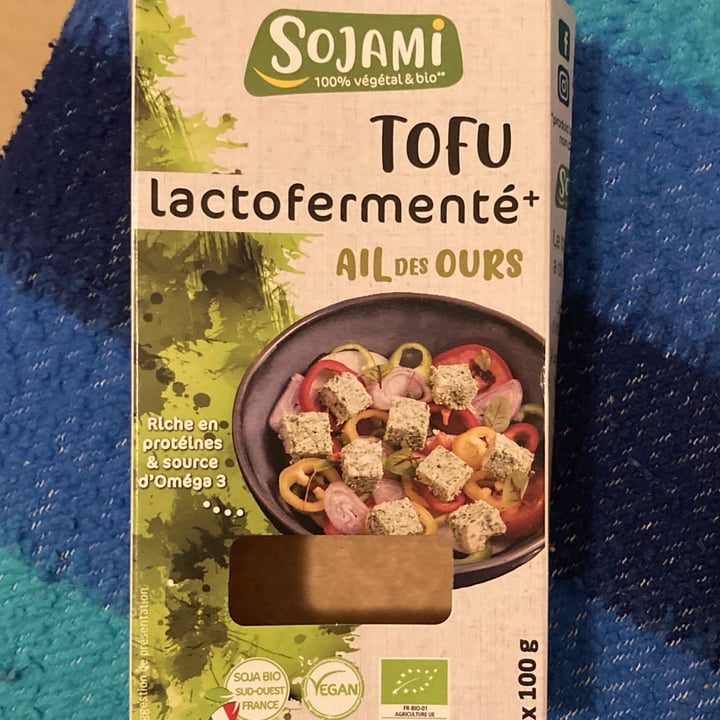 SOJAMi
100% végétal & bio**
TOFU
lactofermenté+
AIL DES OURS
Riche en
protéines
& source
d'Oméga 3
SOJA BIO
SUD-OUEST
FRANCE
VEGAN
FR-BIO-01
AGRICULTURE UE
x 100 g